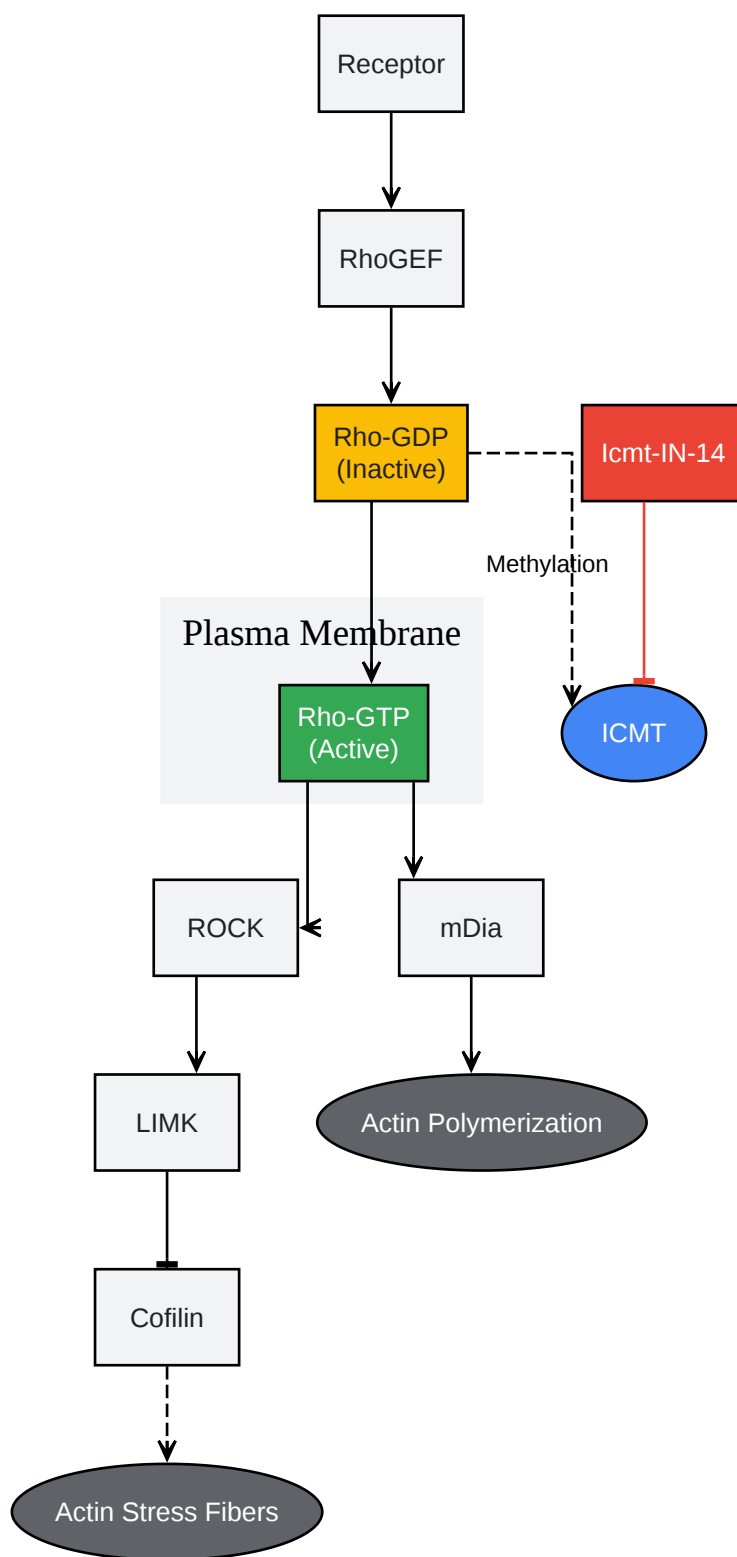 Receptor
RhoGEF
Rho-GDP
(Inactive)
Icmt-IN-14
Methylation
Plasma Membrane
Rho-GTP
(Active)
ICMT
ROCK
mDia
LIMK
Actin Polymerization
Cofilin
Actin Stress Fibers